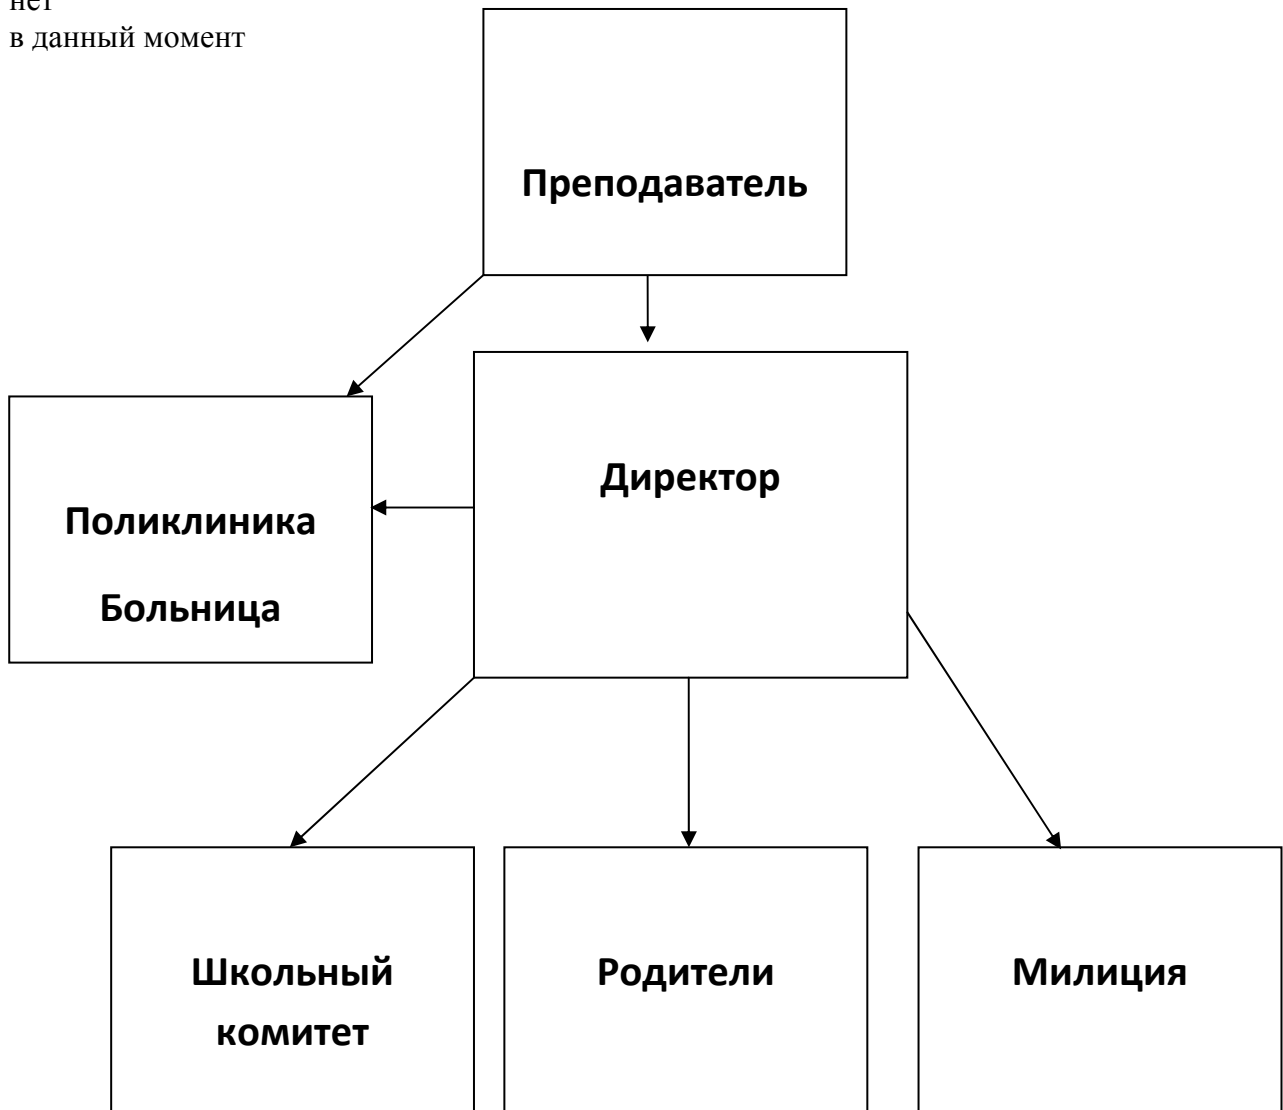 нет
в данный момент
Преподаватель
Директор
Поликлиника
Больница
Школьный
комитет
Родители
Милиция